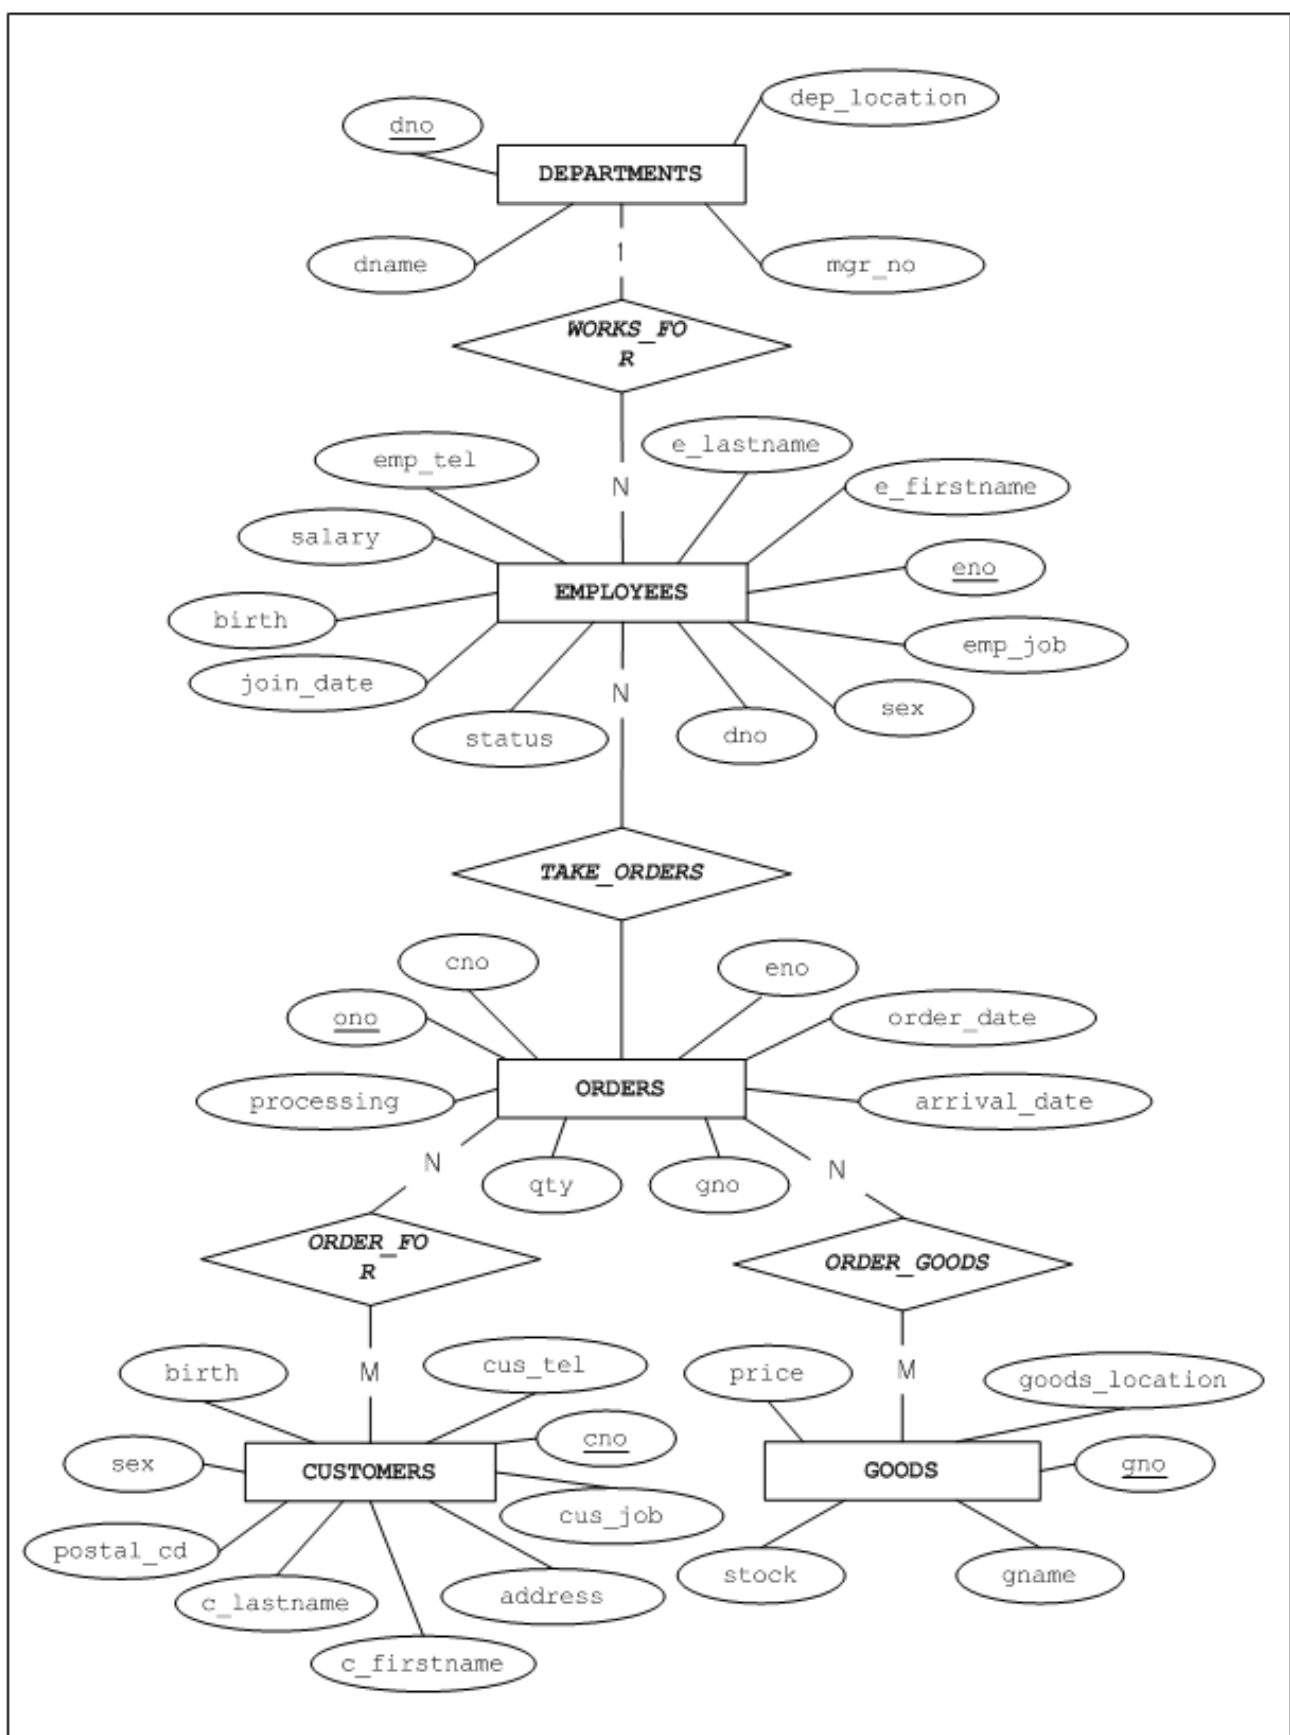 dep_location
dno
DEPARTMENTS
dname
1
mgr_no
WORKS_FO
R
e_lastname
emp_tel
N
e_firstname
salary
eno
EMPLOYEES
birth
emp_job
join_date
N
sex
status
dno
TAKE_ORDERS
cno
eno
ono
order_date
ORDERS
processing
arrival_date
N
qty
gno
N
ORDER_FO
R
ORDER_GOODS
birth
M
cus_tel
price
M
goods_location
cno
sex
CUSTOMERS
GOODS
gno
cus_job
postal_cd
c_lastname
address
stock
gname
c_firstname